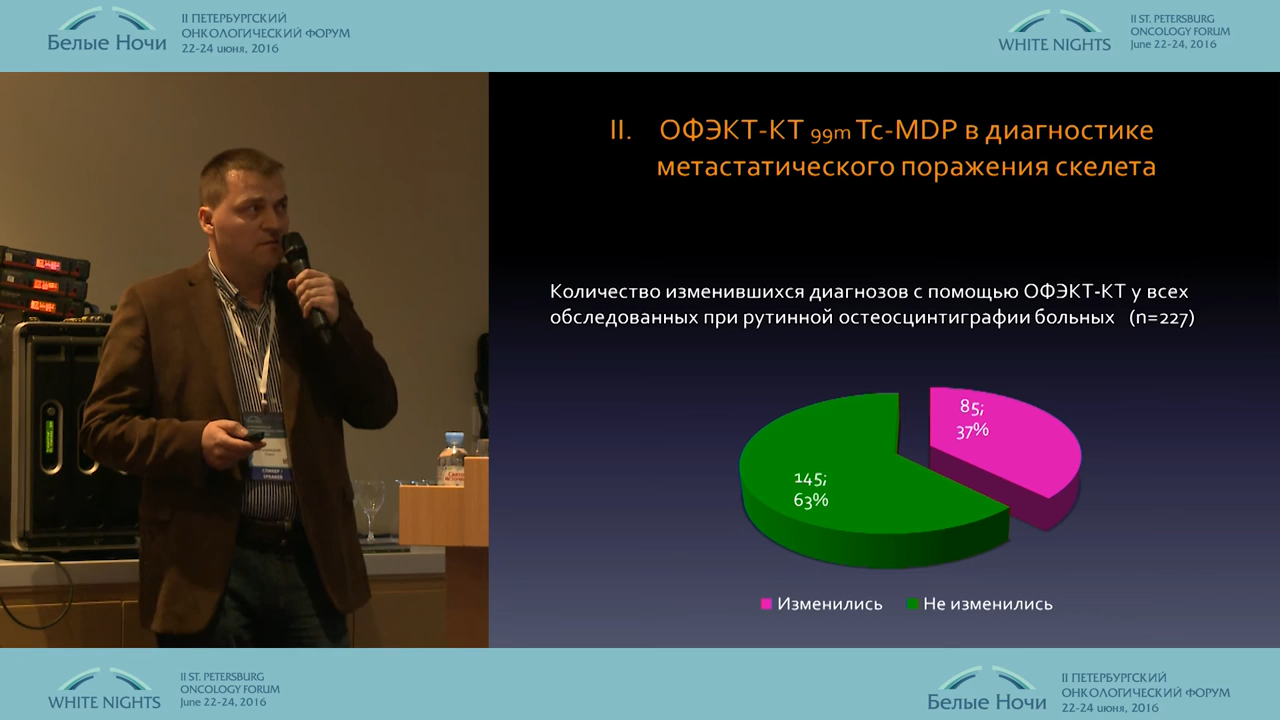 Белые Ночи
II ПЕТЕРБУРГСКИЙ
ОНКОЛОГИЧЕСКИЙ ФОРУМ
22-24 июня, 2016
WHITE NIGHTS
II ST. PETERSBURG
ONCOLOGY FORUM
June 22-24, 2016
II. ОФЭКТ-КТ 99m Tc-MDP в диагностике
метастатического поражения скелета
Количество изменившихся диагнозов с помощью ОФЭКТ-КТ у всех
обследованных при рутинной остеосцинтиграфии больных (n=227)
85;
37%
145;
63%
Изменились
Не изменились
СПИКЕР /
SPEAKER
WHITE NIGHTS
II ST. PETERSBURG
ONCOLOGY FORUM
June 22-24, 2016
Белые Ночи
II ПЕТЕРБУРГСКИЙ
ОНКОЛОГИЧЕСКИЙ ФОРУМ
22-24 июня, 2016